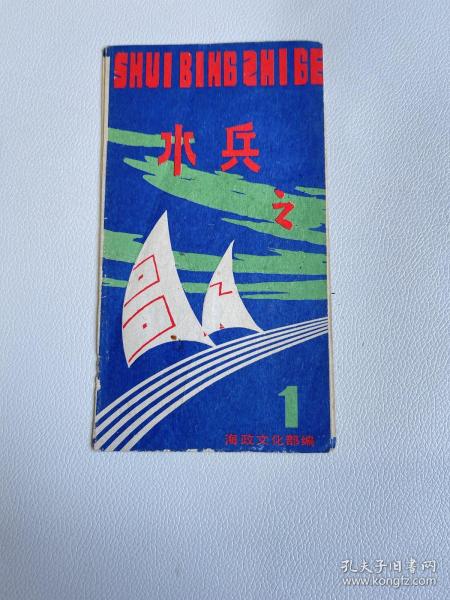 SHUI BING ZHI GE
水兵
之
1
海政文化部编
孔夫子旧书网
www.kongfz.com